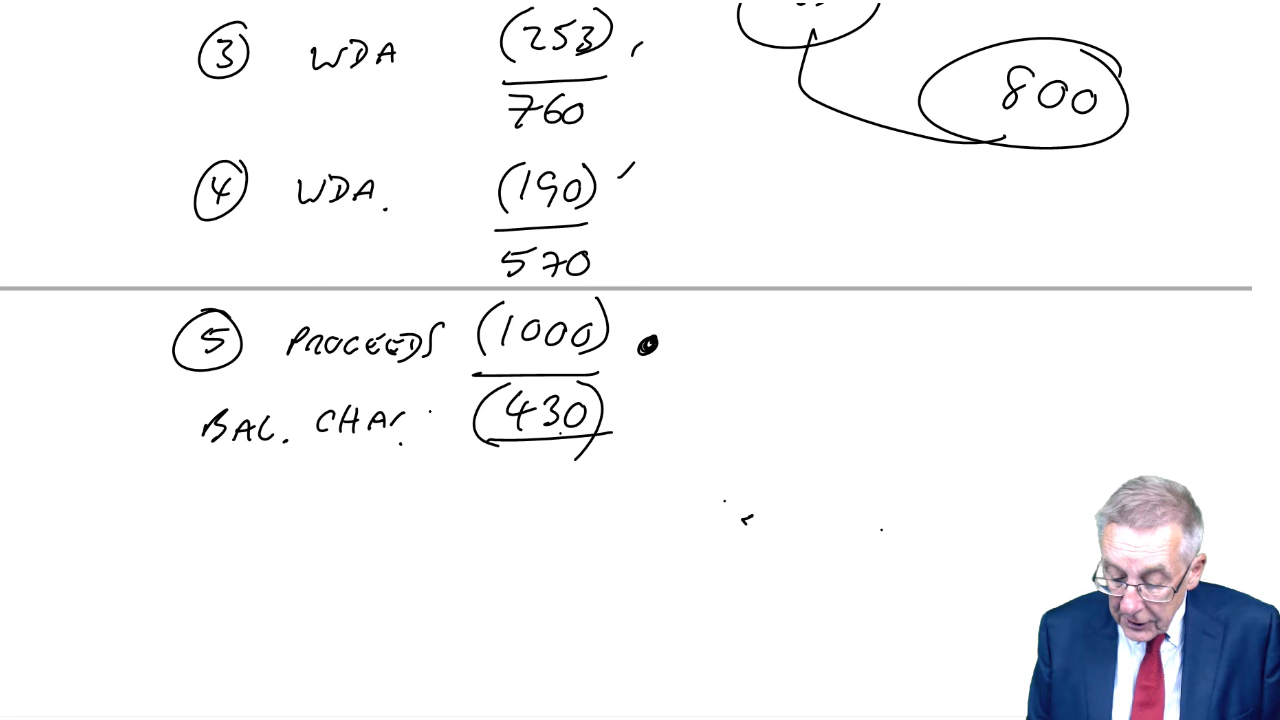 ③ WDA (253)
800
760
④ WDA. (190)
570
⑤ PROCEEDS (1000)
BAL. CHAR. (430)